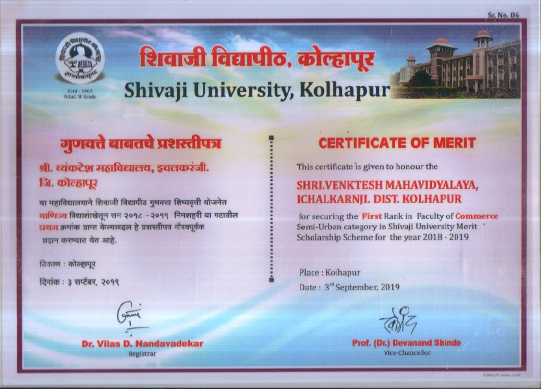 Sr. No. 06
शिवाजी विद्यापीठ, कोल्हापूर
Shivaji University, Kolhapur
Estd : 1962
NAAC 'A' Grade
गुणवत्ते बाबतचे प्रशस्तीपत्र
श्री. व्यंकटेश महाविद्यालय, इचलकरंजी.
जि. कोल्हापूर
या महाविद्यालयाने शिवाजी विद्यापीठ गुणवत्ता शिष्यवृत्ती योजनेत
वाणिज्य विद्याशाखेतून सन २०१८ -२०१९ निमशहरी या गटातील
प्रथम क्रमांक प्राप्त केल्याबद्दल हे प्रशस्तीपत्र गौरवपूर्वक
प्रदान करण्यात येत आहे.
ठिकाण : कोल्हापूर
दिनांक : ३ सप्टेंबर, २०१९
Dr. Vilas D. Nandavadekar
Registrar
CERTIFICATE OF MERIT
This certificate is given to honour the
SHRI.VENKTESH MAHAVIDYALAYA,
ICHALKARNJI. DIST. KOLHAPUR
for securing the First Rank in Faculty of Commerce
Semi-Urban category in Shivaji University Merit
Scholarship Scheme for the year 2018 - 2019
Place : Kolhapur
Date : 3rd September, 2019
Prof. (Dr.) Devanand Shinde
Vice-Chancellor